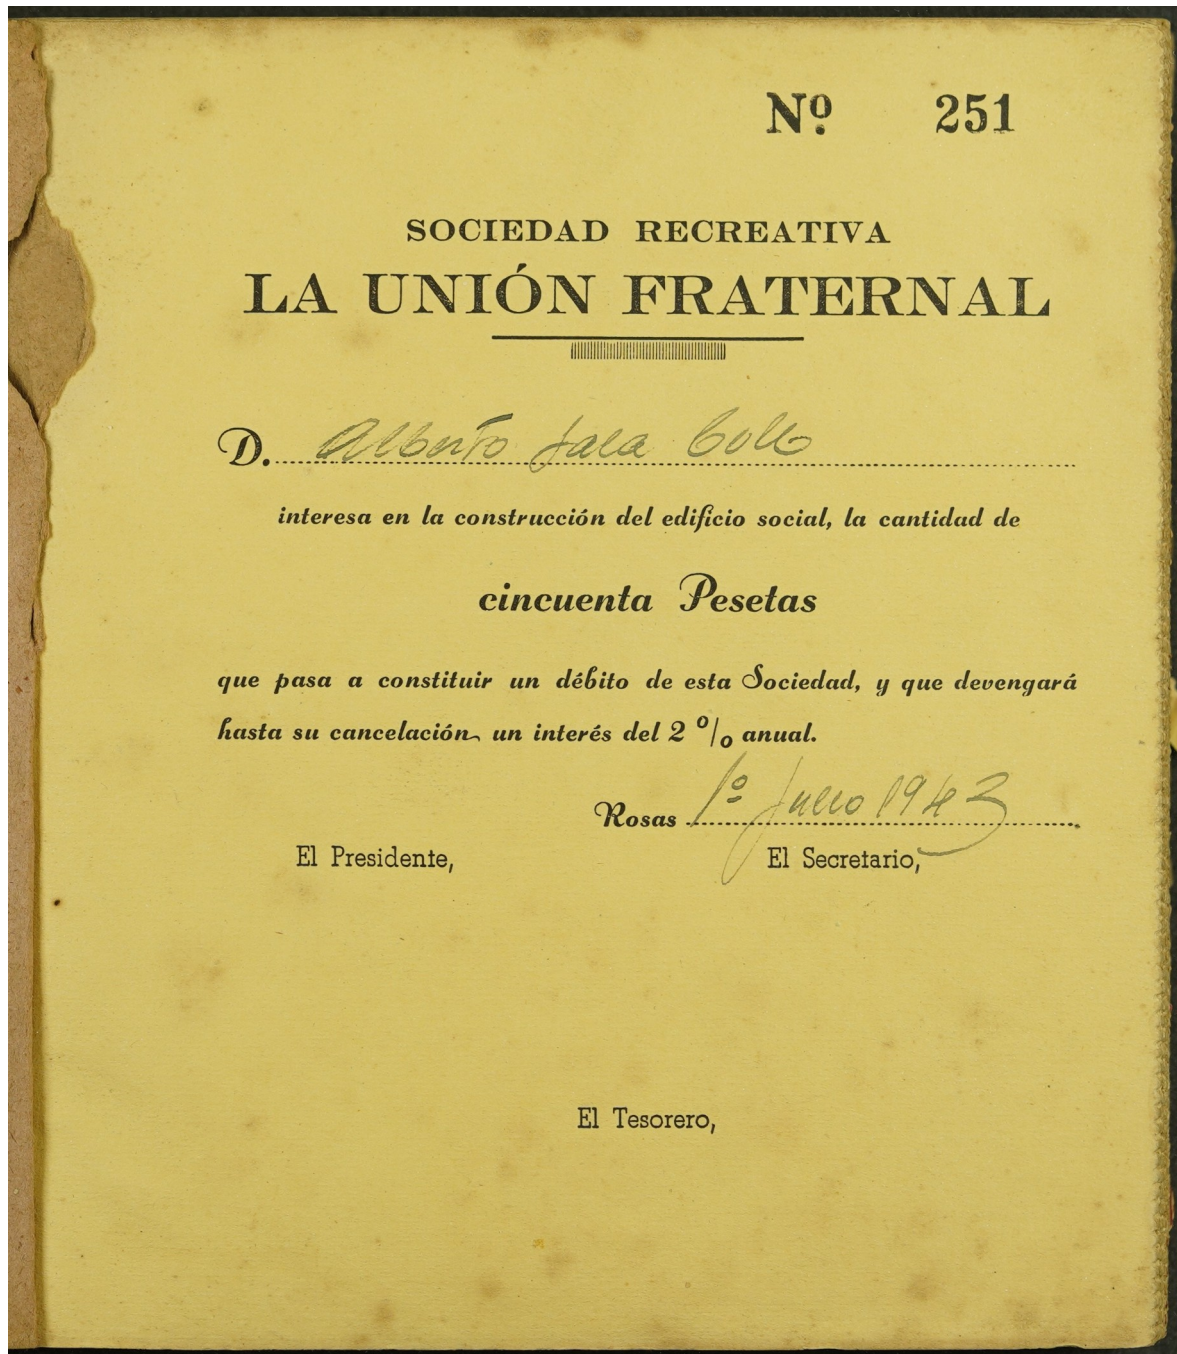 Nº 251
SOCIEDAD RECREATIVA
LA UNIÓN FRATERNAL
D. Alberto Sala Coll
interesa en la construcción del edificio social, la cantidad de
cincuenta Pesetas
que pasa a constituir un débito de esta Sociedad, y que devengará
hasta su cancelación un interés del 2 % anual.
Rosas 1º Julio 1943
El Presidente, El Secretario,
El Tesorero,